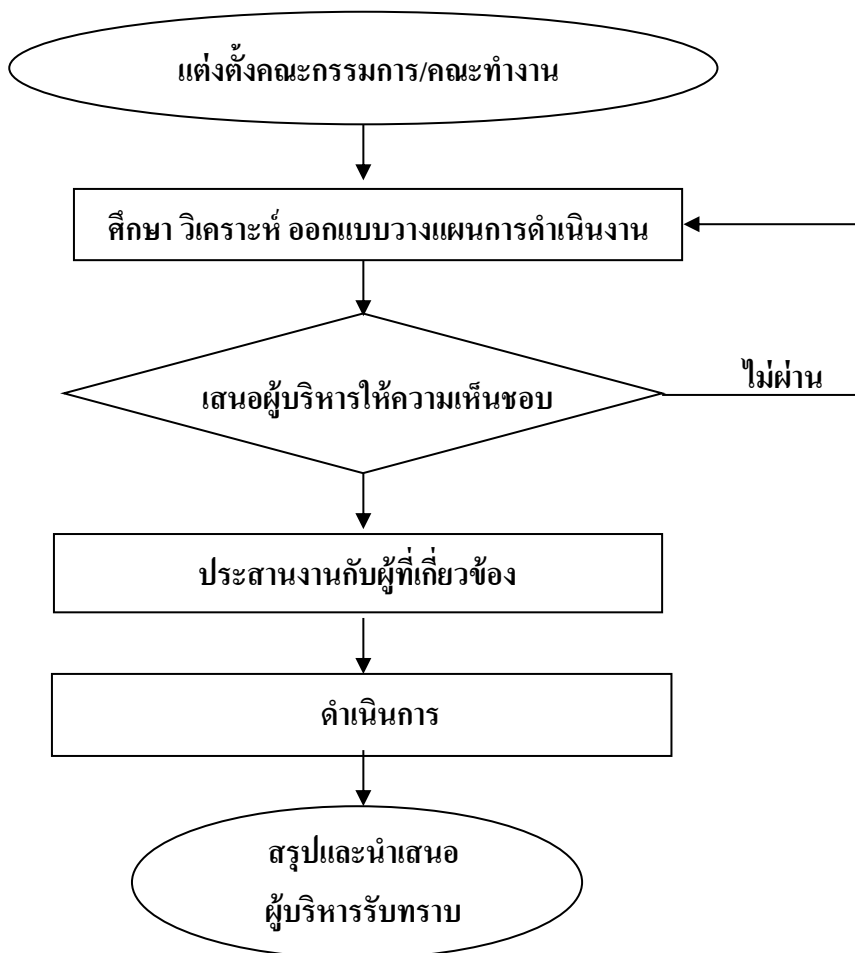 แต่งตั้งคณะกรรมการ/คณะทำงาน
ศึกษา วิเคราะห์ ออกแบบวางแผนการดำเนินงาน
เสนอผู้บริหารให้ความเห็นชอบ
ไม่ผ่าน
ประสานงานกับผู้ที่เกี่ยวข้อง
ดำเนินการ
สรุปและนำเสนอ
ผู้บริหารรับทราบ